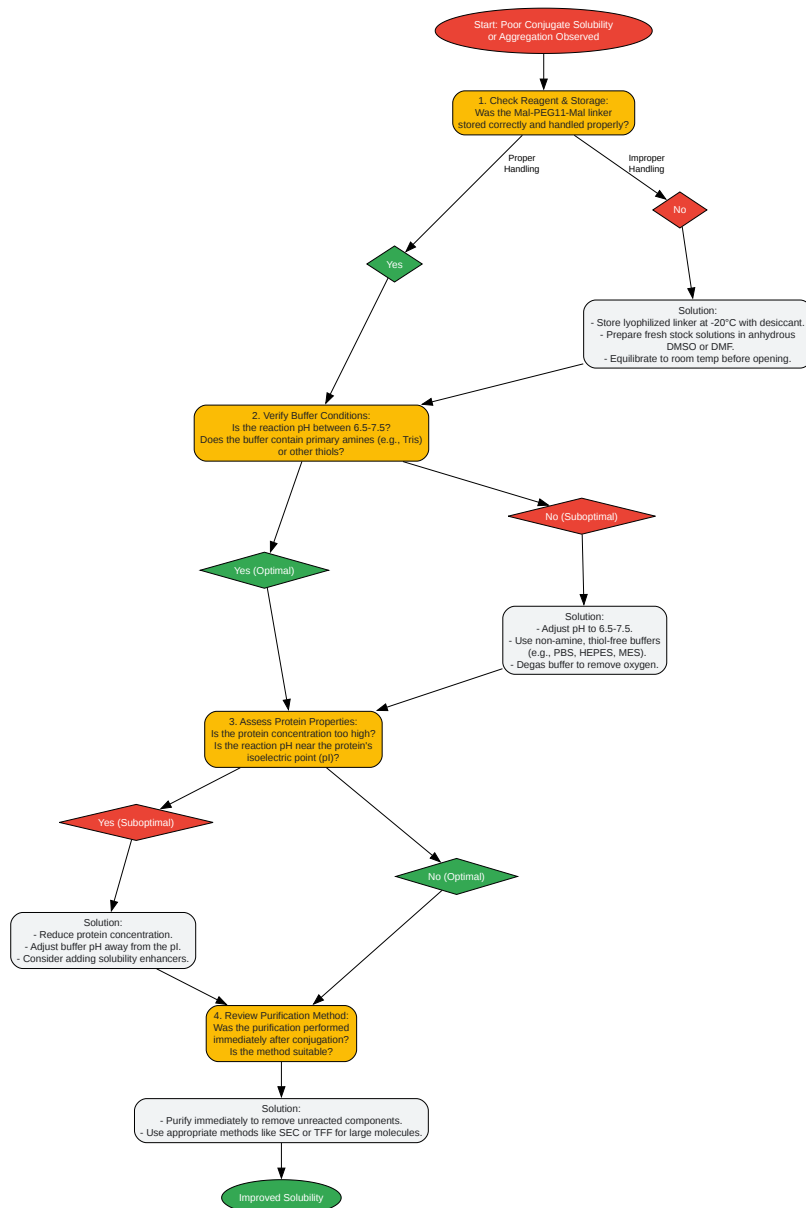 Start: Poor Conjugate Solubility
or Aggregation Observed
1. Check Reagent & Storage:
Was the Mal-PEG11-Mal linker
stored correctly and handled properly?
Proper
Handling
Improper
Handling
No
Yes
Solution:
- Store lyophilized linker at -20°C with desiccant.
- Prepare fresh stock solutions in anhydrous
DMSO or DMF.
- Equilibrate to room temp before opening.
2. Verify Buffer Conditions:
Is the reaction pH between 6.5-7.5?
Does the buffer contain primary amines (e.g., Tris)
or other thiols?
No (Suboptimal)
Yes (Optimal)
Solution:
- Adjust pH to 6.5-7.5.
- Use non-amine, thiol-free buffers
(e.g., PBS, HEPES, MES).
- Degas buffer to remove oxygen.
3. Assess Protein Properties:
Is the protein concentration too high?
Is the reaction pH near the protein's
isoelectric point (pI)?
Yes (Suboptimal)
No (Optimal)
Solution:
- Reduce protein concentration.
- Adjust buffer pH away from the pI.
- Consider adding solubility enhancers.
4. Review Purification Method:
Was the purification performed
immediately after conjugation?
Is the method suitable?
Solution:
- Purify immediately to remove unreacted components.
- Use appropriate methods like SEC or TFF for large molecules.
Improved Solubility